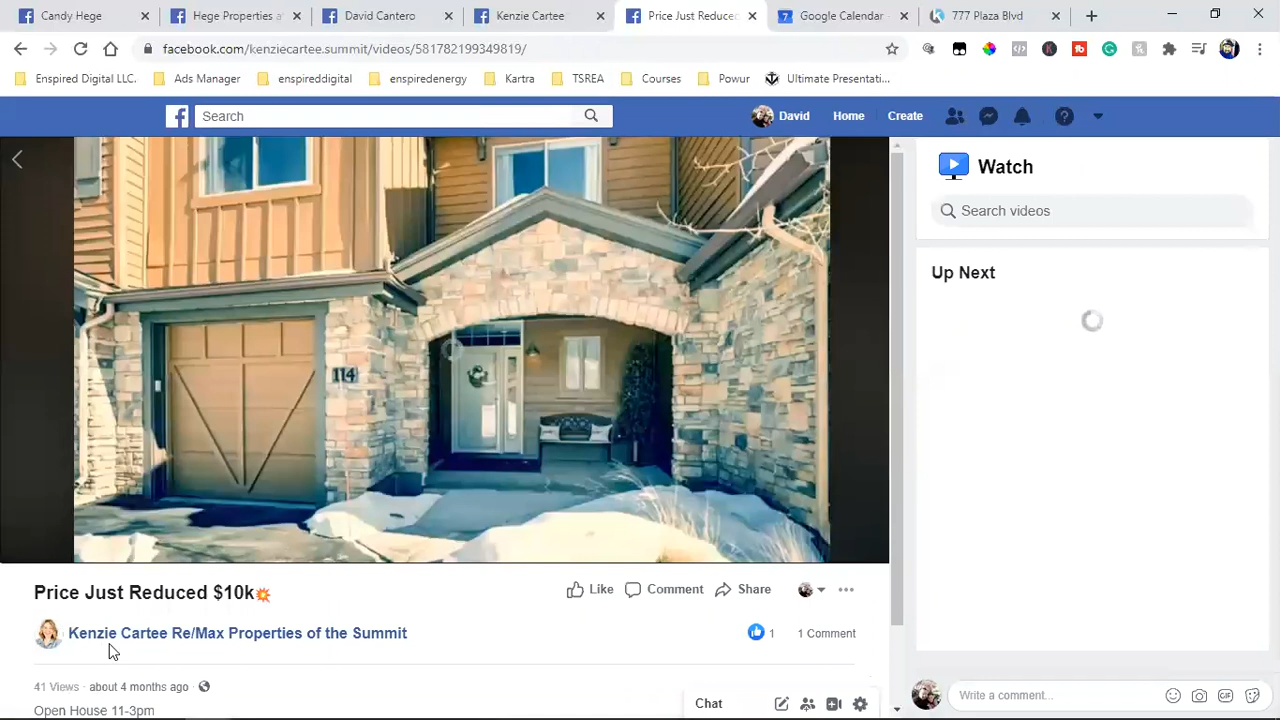 Candy Hege
Hege Properties a
David Cantero
Kenzie Cartee
Price Just Reduced
Google Calendar -
777 Plaza Blvd
facebook.com/kenziecartee.summit/videos/581782199349819/
Enspired Digital LLC.
Ads Manager
enspireddigital
enspiredenergy
Kartra
TSREA
Courses
Powur
Ultimate Presentati...
Search
David
Home
Create
Watch
Search videos
Up Next
114
Price Just Reduced $10k
Like
Comment
Share
Kenzie Cartee Re/Max Properties of the Summit
1
1 Comment
41 Views · about 4 months ago
Open House 11-3pm
Chat
Write a comment...
GIF